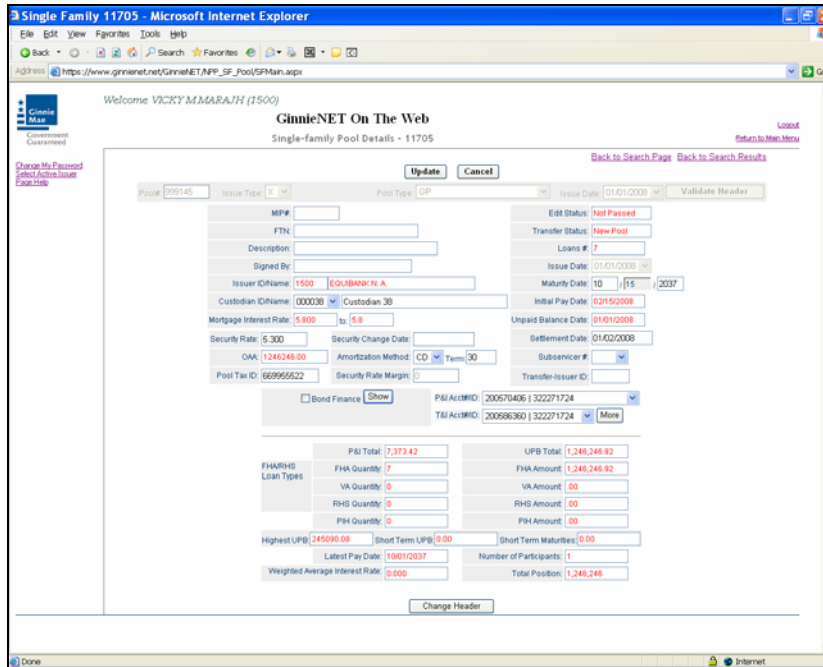 Single Family 11705 - Microsoft Internet Explorer
File Edit View Favorites Tools Help
Back Search Favorites
Address https://www.ginnienet.net/GinnieNET/NPP_SF_Pool/SFMain.aspx
Ginnie Mae
Government Guaranteed
Welcome VICKY M MARAJH (1500)
GinnieNET On The Web
Logout
Single-family Pool Details - 11705
Return to Main Menu
Change My Password
Select Active Issuer
Page Help
Back to Search Page Back to Search Results
Update Cancel
Pool#: 999145 Issue Type: X Pool Type: GP Issue Date: 01/01/2008 Validate Header
MIP#: Edit Status: Not Passed
FTN: Transfer Status: New Pool
Description: Loans #: 7
Signed By: Issue Date: 01/01/2008
Issuer ID/Name: 1500 EQUIBANK N. A. Maturity Date: 10 / 15 / 2037
Custodian ID/Name: 000038 Custodian 38 Initial Pay Date: 02/15/2008
Mortgage Interest Rate: 5.800 to: 5.8 Unpaid Balance Date: 01/01/2008
Security Rate: 5.300 Security Change Date: Settlement Date: 01/02/2008
OAA: 1246246.00 Amortization Method: CD Term: 30 Subservicer #:
Pool Tax ID: 669955522 Security Rate Margin: 0 Transfer-Issuer ID:
Bond Finance Show P&I Acct#/ID: 200570406 | 322271724
T&I Acct#/ID: 200586360 | 322271724 More
P&I Total: 7,373.42 UPB Total: 1,246,246.92
FHA/RHS Loan Types FHA Quantity: 7 FHA Amount: 1,246,246.92
VA Quantity: 0 VA Amount: .00
RHS Quantity: 0 RHS Amount: .00
PIH Quantity: 0 PIH Amount: .00
Highest UPB: 245090.08 Short Term UPB: 0.00 Short Term Maturities: 0.00
Latest Pay Date: 10/01/2037 Number of Participants: 1
Weighted Average Interest Rate: 0.000 Total Position: 1,246,246
Change Header
Done Internet